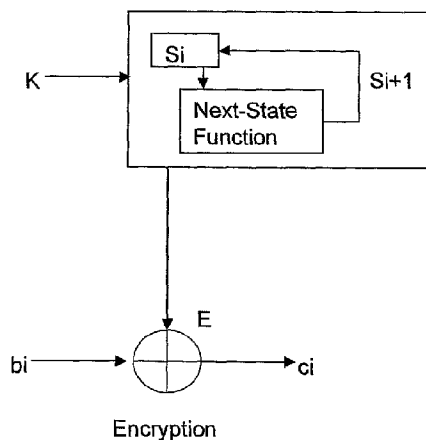 Si
K
Si+1
Next-State
Function
E
bi
ci
Encryption